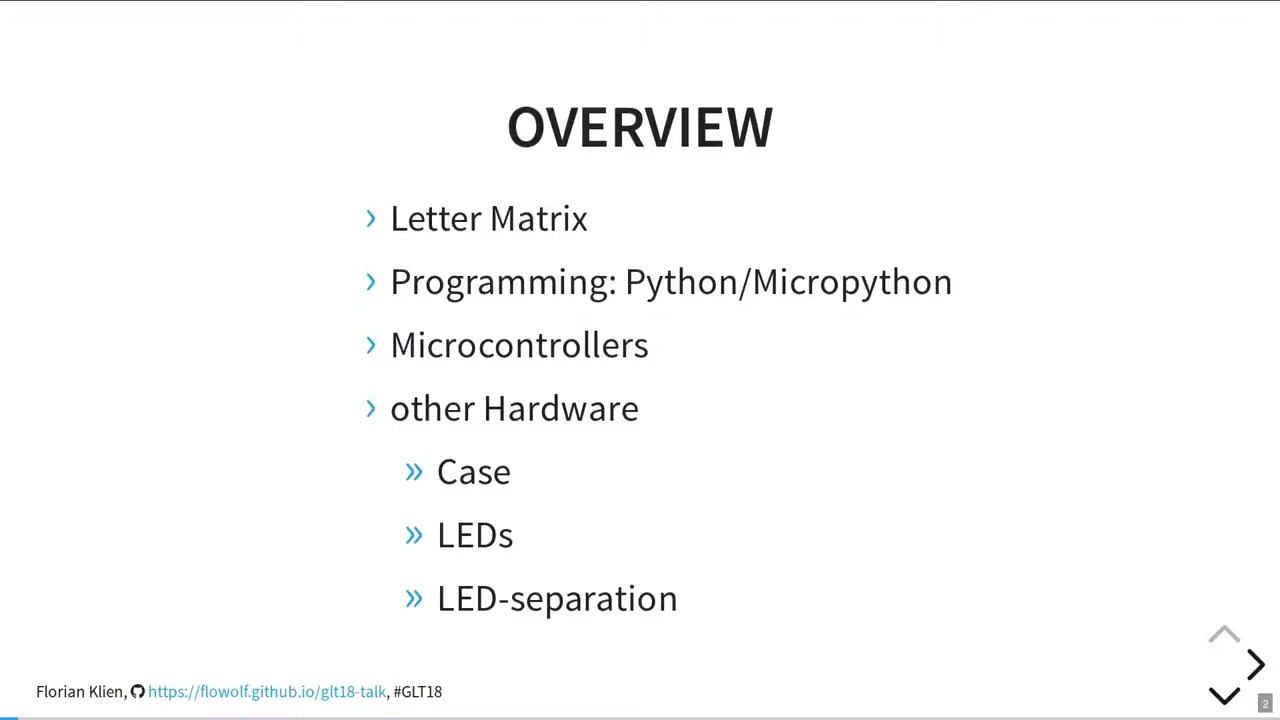 OVERVIEW
Letter Matrix
Programming: Python/Micropython
Microcontrollers
other Hardware
Case
LEDs
LED-separation
Florian Klien, https://flowolf.github.io/glt18-talk, #GLT18
2